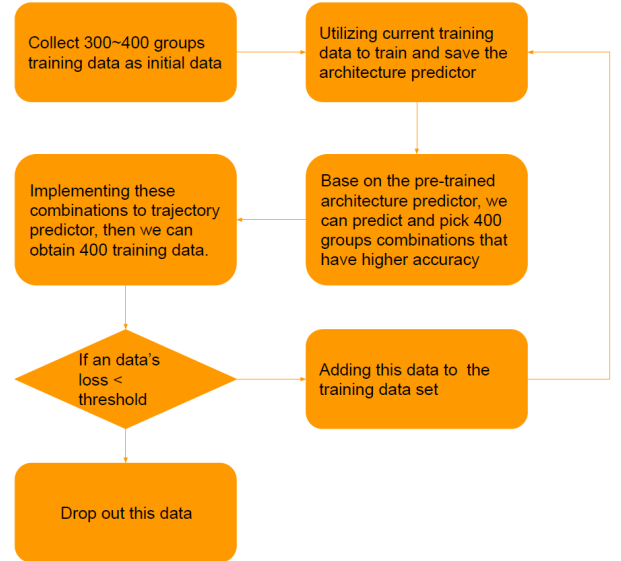 Collect 300~400 groups
training data as initial data
Utilizing current training
data to train and save the
architecture predictor
Implementing these
combinations to trajectory
predictor, then we can
obtain 400 training data.
Base on the pre-trained
architecture predictor, we
can predict and pick 400
groups combinations that
have higher accuracy
If an data's
loss <
threshold
Adding this data to the
training data set
Drop out this data